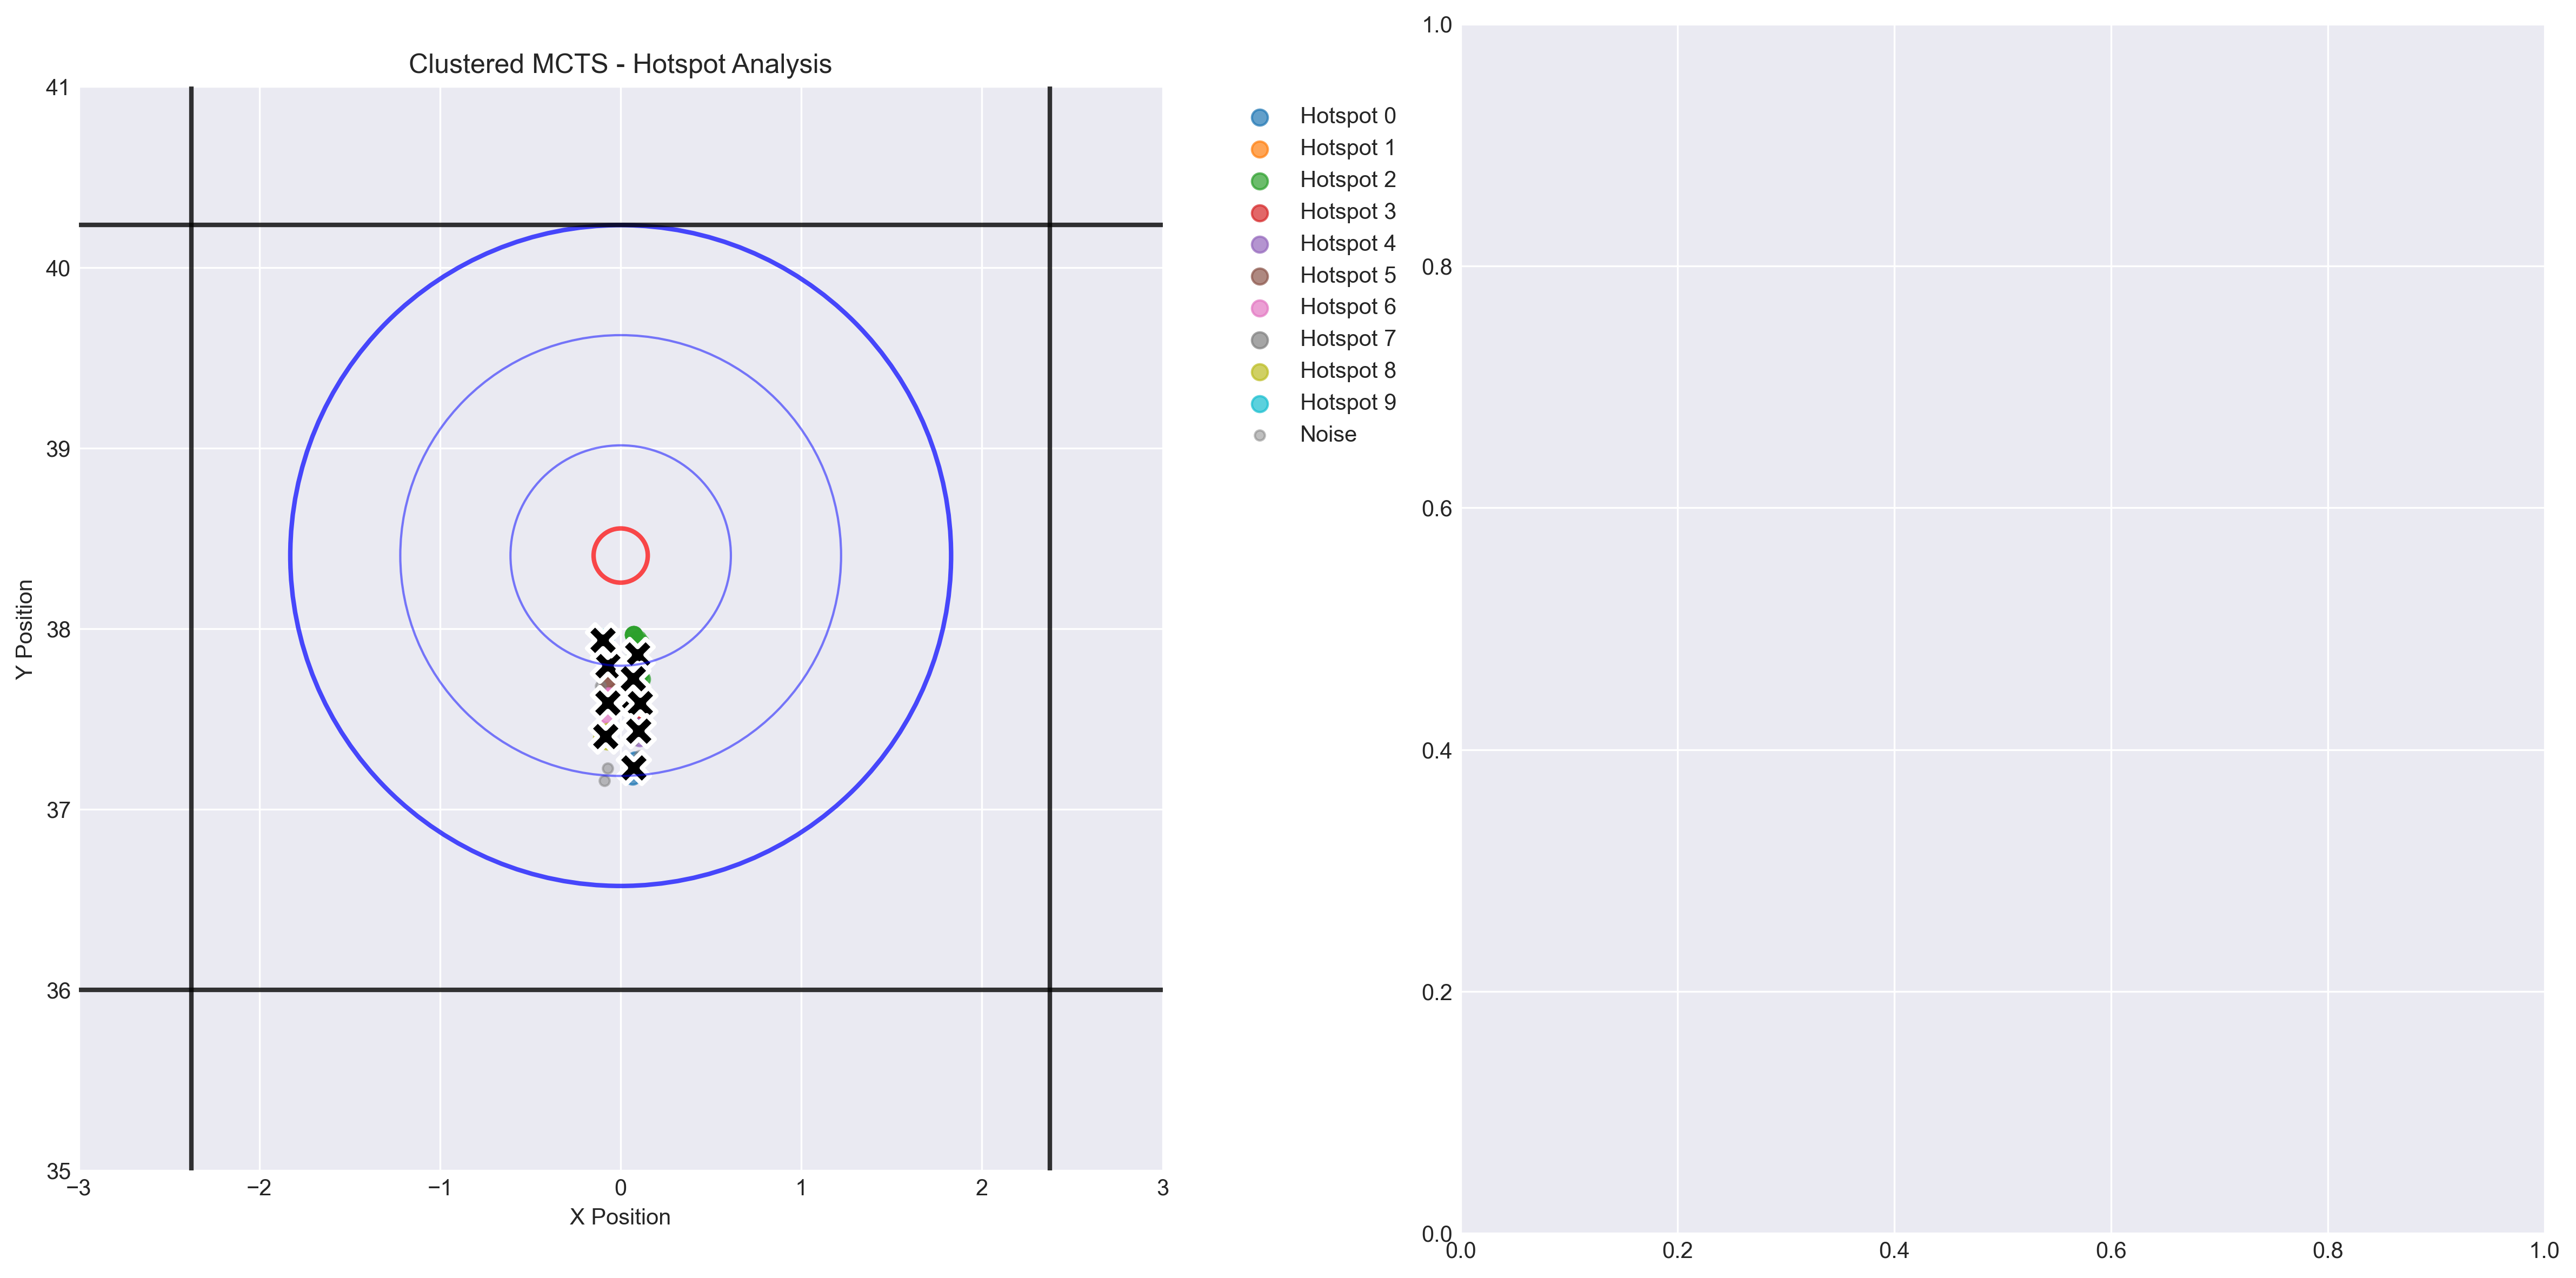 Clustered MCTS - Hotspot Analysis
41
40
39
38
37
36
35
Y Position
−3 −2 −1 0 1 2 3
X Position
Hotspot 0
Hotspot 1
Hotspot 2
Hotspot 3
Hotspot 4
Hotspot 5
Hotspot 6
Hotspot 7
Hotspot 8
Hotspot 9
Noise
1.0
0.8
0.6
0.4
0.2
0.0
0.0 0.2 0.4 0.6 0.8 1.0